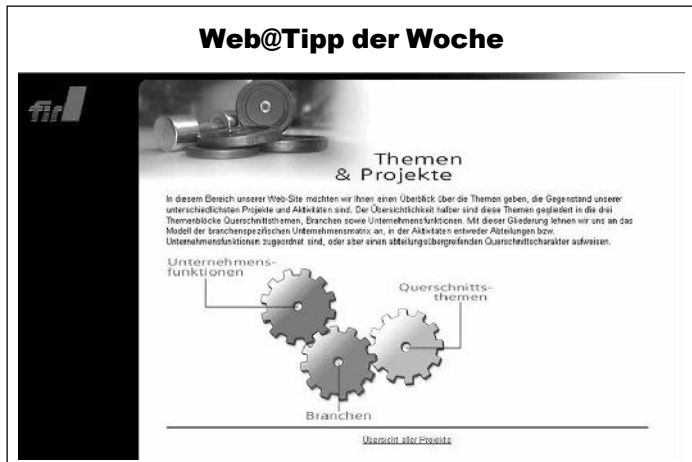 Web@Tipp der Woche
fir
Themen
& Projekte
In diesem Bereich unserer Web-Site möchten wir Ihnen einen Überblick über die Themen geben, die Gegenstand unserer
unterschiedlichsten Projekte und Aktivitäten sind. Der Übersichtlichkeit halber sind diese Themen gegliedert in die drei
Themenblöcke Querschnittsthemen, Branchen sowie Unternehmensfunktionen. Mit dieser Gliederung lehnen wir uns an das
Modell der branchenspezifischen Unternehmensmatrix an, in der Aktivitäten entweder Abteilungen bzw.
Unternehmensfunktionen zugeordnet sind, oder aber einen abteilungsübergreifenden Querschnittscharakter aufweisen.
Unternehmens-
funktionen
Querschnitts-
themen
Branchen
Übersicht aller Projekte